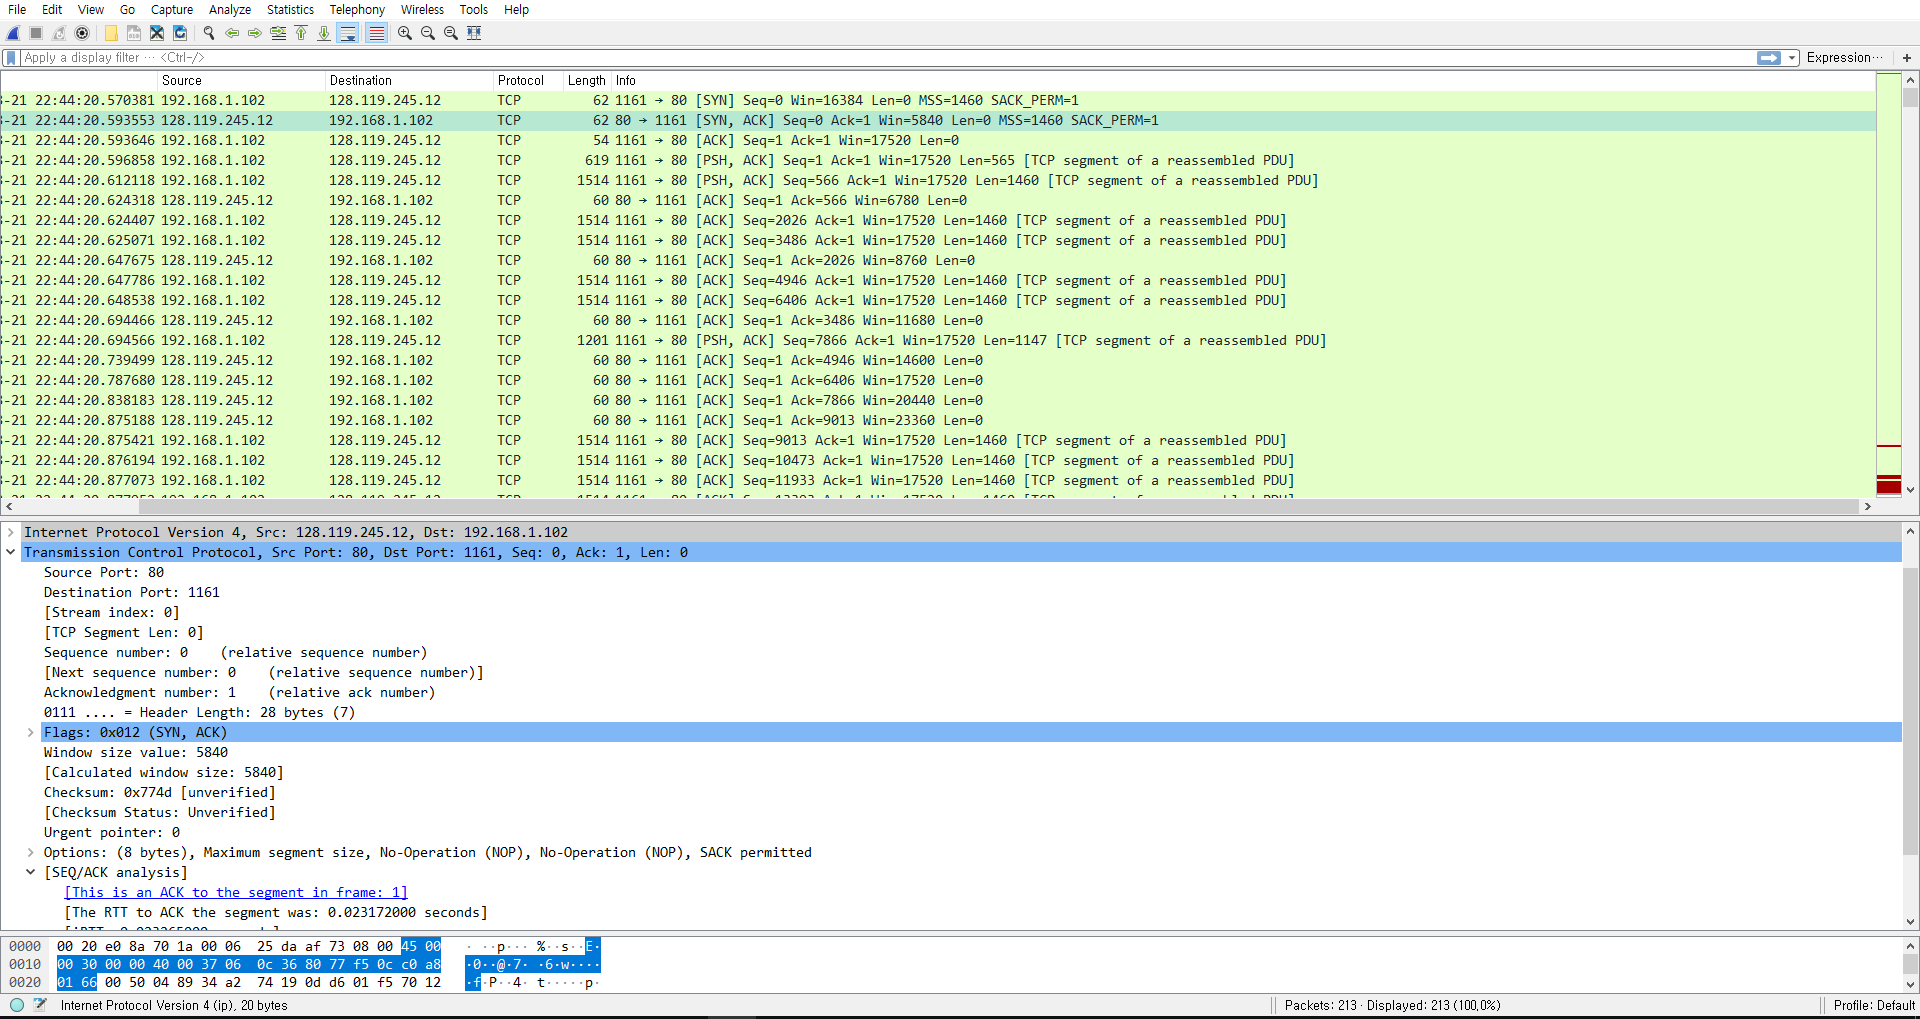 File Edit View Go Capture Analyze Statistics Telephony Wireless Tools Help
Apply a display filter ... <Ctrl-/> Expression... +
Source Destination Protocol Length Info
-21 22:44:20.570381 192.168.1.102 128.119.245.12 TCP 62 1161 → 80 [SYN] Seq=0 Win=16384 Len=0 MSS=1460 SACK_PERM=1
-21 22:44:20.593553 128.119.245.12 192.168.1.102 TCP 62 80 → 1161 [SYN, ACK] Seq=0 Ack=1 Win=5840 Len=0 MSS=1460 SACK_PERM=1
-21 22:44:20.593646 192.168.1.102 128.119.245.12 TCP 54 1161 → 80 [ACK] Seq=1 Ack=1 Win=17520 Len=0
-21 22:44:20.596858 192.168.1.102 128.119.245.12 TCP 619 1161 → 80 [PSH, ACK] Seq=1 Ack=1 Win=17520 Len=565 [TCP segment of a reassembled PDU]
-21 22:44:20.612118 192.168.1.102 128.119.245.12 TCP 1514 1161 → 80 [PSH, ACK] Seq=566 Ack=1 Win=17520 Len=1460 [TCP segment of a reassembled PDU]
-21 22:44:20.624318 128.119.245.12 192.168.1.102 TCP 60 80 → 1161 [ACK] Seq=1 Ack=566 Win=6780 Len=0
-21 22:44:20.624407 192.168.1.102 128.119.245.12 TCP 1514 1161 → 80 [ACK] Seq=2026 Ack=1 Win=17520 Len=1460 [TCP segment of a reassembled PDU]
-21 22:44:20.625071 192.168.1.102 128.119.245.12 TCP 1514 1161 → 80 [ACK] Seq=3486 Ack=1 Win=17520 Len=1460 [TCP segment of a reassembled PDU]
-21 22:44:20.647675 128.119.245.12 192.168.1.102 TCP 60 80 → 1161 [ACK] Seq=1 Ack=2026 Win=8760 Len=0
-21 22:44:20.647786 192.168.1.102 128.119.245.12 TCP 1514 1161 → 80 [ACK] Seq=4946 Ack=1 Win=17520 Len=1460 [TCP segment of a reassembled PDU]
-21 22:44:20.648538 192.168.1.102 128.119.245.12 TCP 1514 1161 → 80 [ACK] Seq=6406 Ack=1 Win=17520 Len=1460 [TCP segment of a reassembled PDU]
-21 22:44:20.694466 128.119.245.12 192.168.1.102 TCP 60 80 → 1161 [ACK] Seq=1 Ack=3486 Win=11680 Len=0
-21 22:44:20.694566 192.168.1.102 128.119.245.12 TCP 1201 1161 → 80 [PSH, ACK] Seq=7866 Ack=1 Win=17520 Len=1147 [TCP segment of a reassembled PDU]
-21 22:44:20.739499 128.119.245.12 192.168.1.102 TCP 60 80 → 1161 [ACK] Seq=1 Ack=4946 Win=14600 Len=0
-21 22:44:20.787680 128.119.245.12 192.168.1.102 TCP 60 80 → 1161 [ACK] Seq=1 Ack=6406 Win=17520 Len=0
-21 22:44:20.838183 128.119.245.12 192.168.1.102 TCP 60 80 → 1161 [ACK] Seq=1 Ack=7866 Win=20440 Len=0
-21 22:44:20.875188 128.119.245.12 192.168.1.102 TCP 60 80 → 1161 [ACK] Seq=1 Ack=9013 Win=23360 Len=0
-21 22:44:20.875421 192.168.1.102 128.119.245.12 TCP 1514 1161 → 80 [ACK] Seq=9013 Ack=1 Win=17520 Len=1460 [TCP segment of a reassembled PDU]
-21 22:44:20.876194 192.168.1.102 128.119.245.12 TCP 1514 1161 → 80 [ACK] Seq=10473 Ack=1 Win=17520 Len=1460 [TCP segment of a reassembled PDU]
-21 22:44:20.877073 192.168.1.102 128.119.245.12 TCP 1514 1161 → 80 [ACK] Seq=11933 Ack=1 Win=17520 Len=1460 [TCP segment of a reassembled PDU]
Internet Protocol Version 4, Src: 128.119.245.12, Dst: 192.168.1.102
Transmission Control Protocol, Src Port: 80, Dst Port: 1161, Seq: 0, Ack: 1, Len: 0
Source Port: 80
Destination Port: 1161
[Stream index: 0]
[TCP Segment Len: 0]
Sequence number: 0 (relative sequence number)
[Next sequence number: 0 (relative sequence number)]
Acknowledgment number: 1 (relative ack number)
0111 .... = Header Length: 28 bytes (7)
Flags: 0x012 (SYN, ACK)
Window size value: 5840
[Calculated window size: 5840]
Checksum: 0x774d [unverified]
[Checksum Status: Unverified]
Urgent pointer: 0
Options: (8 bytes), Maximum segment size, No-Operation (NOP), No-Operation (NOP), SACK permitted
[SEQ/ACK analysis]
[This is an ACK to the segment in frame: 1]
[The RTT to ACK the segment was: 0.023172000 seconds]
0000 00 20 e0 8a 70 1a 00 06 25 da af 73 08 00 45 00 · ··p··· %··s··E·
0010 00 30 00 00 40 00 37 06 0c 36 80 77 f5 0c c0 a8 ·0··@·7· ·6·w····
0020 01 66 00 50 04 89 34 a2 74 19 0d d6 01 f5 70 12 ·f·P··4· t·····p·
Internet Protocol Version 4 (ip), 20 bytes Packets: 213 · Displayed: 213 (100,0%) Profile: Default